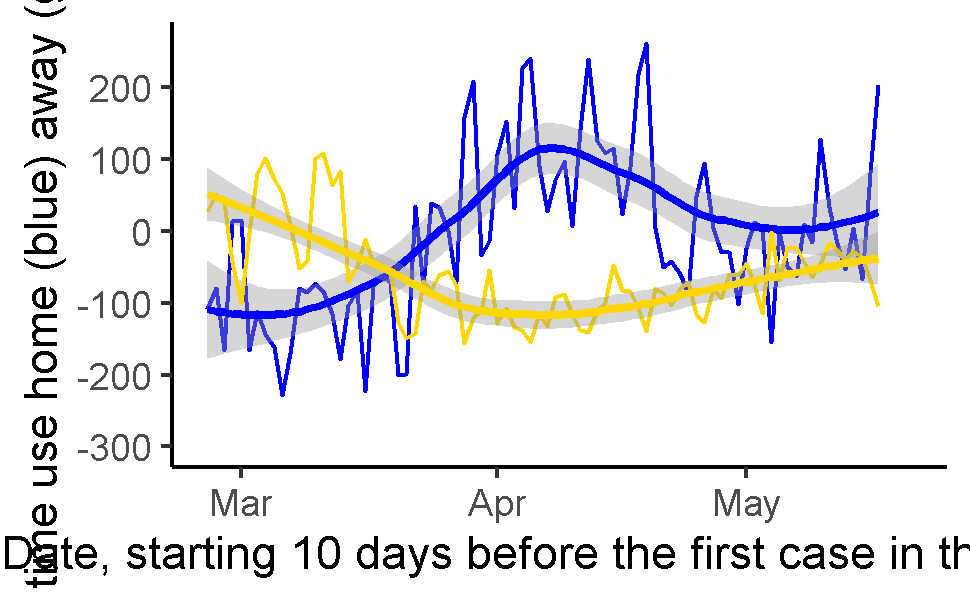 time use home (blue) away (
200
100
0
-100
-200
-300
Mar Apr May
Date, starting 10 days before the first case in th